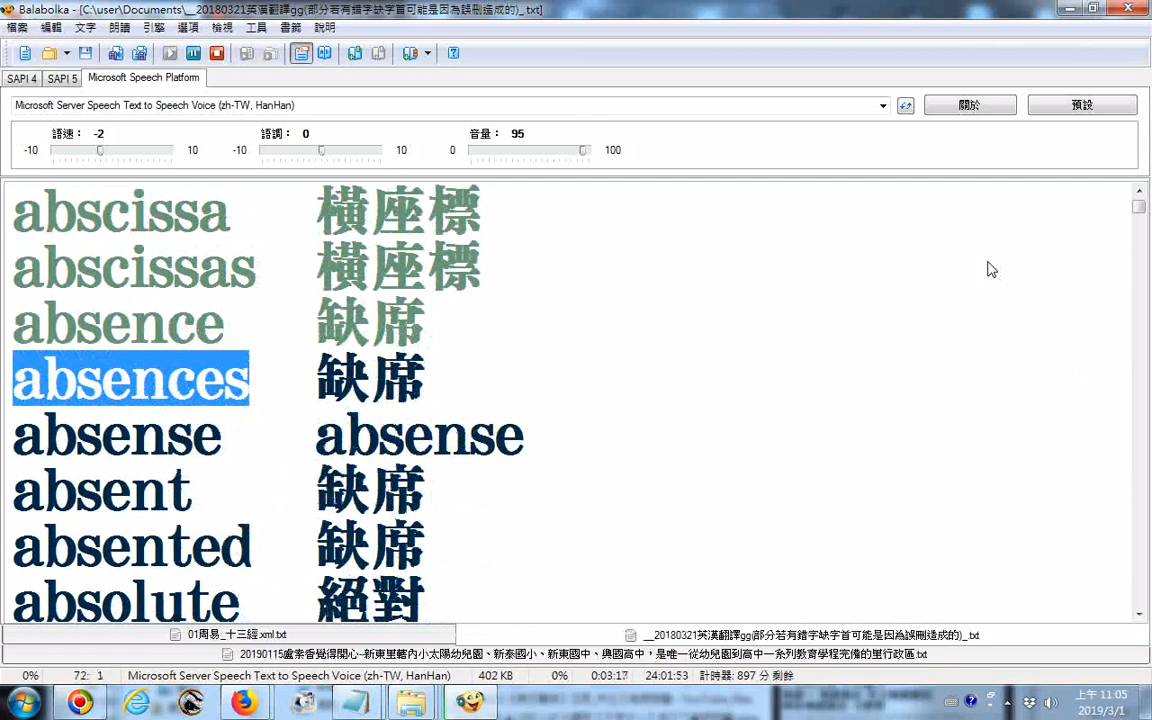 Balabolka - [C:\user\Documents\__20180321英漢翻譯gg(部分若有錯字缺字首可能是因為誤刪造成的)_.txt]
檔案 編輯 文字 朗讀 引擎 選項 檢視 工具 書籤 說明
SAPI 4 SAPI 5 Microsoft Speech Platform
Microsoft Server Speech Text to Speech Voice (zh-TW, HanHan) 關於 預設
語速： -2 語調： 0 音量： 95
-10 10 -10 10 0 100
abscissa 橫座標
abscissas 橫座標
absence 缺席
absences 缺席
absense absense
absent 缺席
absented 缺席
absolute 絕對
01周易_十三經.xml.txt __20180321英漢翻譯gg(部分若有錯字缺字首可能是因為誤刪造成的)_.txt
20190115盧素香覺得開心-新東里轄內小太陽幼兒園、新泰國小、新東國中、興國高中，是唯一從幼兒園到高中一系列教育學程完備的里行政區.txt
0% 72: 1 Microsoft Server Speech Text to Speech Voice (zh-TW, HanHan) 402 KB 0% 0:03:17 24:01:53 計時器: 897 分 剩餘
上午 11:05
2019/3/1